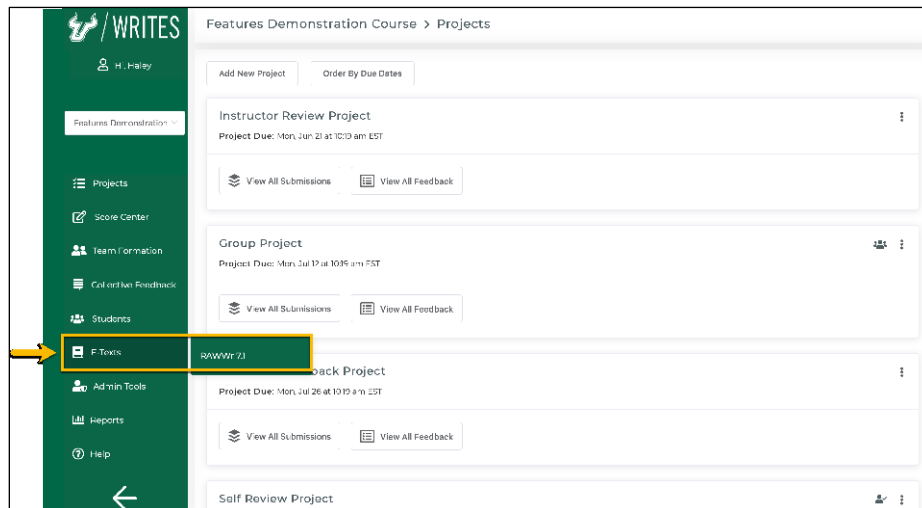 /WRITES
Hi, Haley
Features Demonstration
Projects
Score Center
Team Formation
Collective Feedback
Students
E-Texts
RAWWr 7.1
Admin Tools
Reports
Help
Features Demonstration Course > Projects
Add New Project
Order By Due Dates
Instructor Review Project
Project Due: Mon, Jun 21 at 10:19 am EST
View All Submissions
View All Feedback
Group Project
Project Due: Mon, Jul 12 at 10:19 am EST
View All Submissions
View All Feedback
back Project
Project Due: Mon, Jul 26 at 10:19 am EST
View All Submissions
View All Feedback
Self Review Project